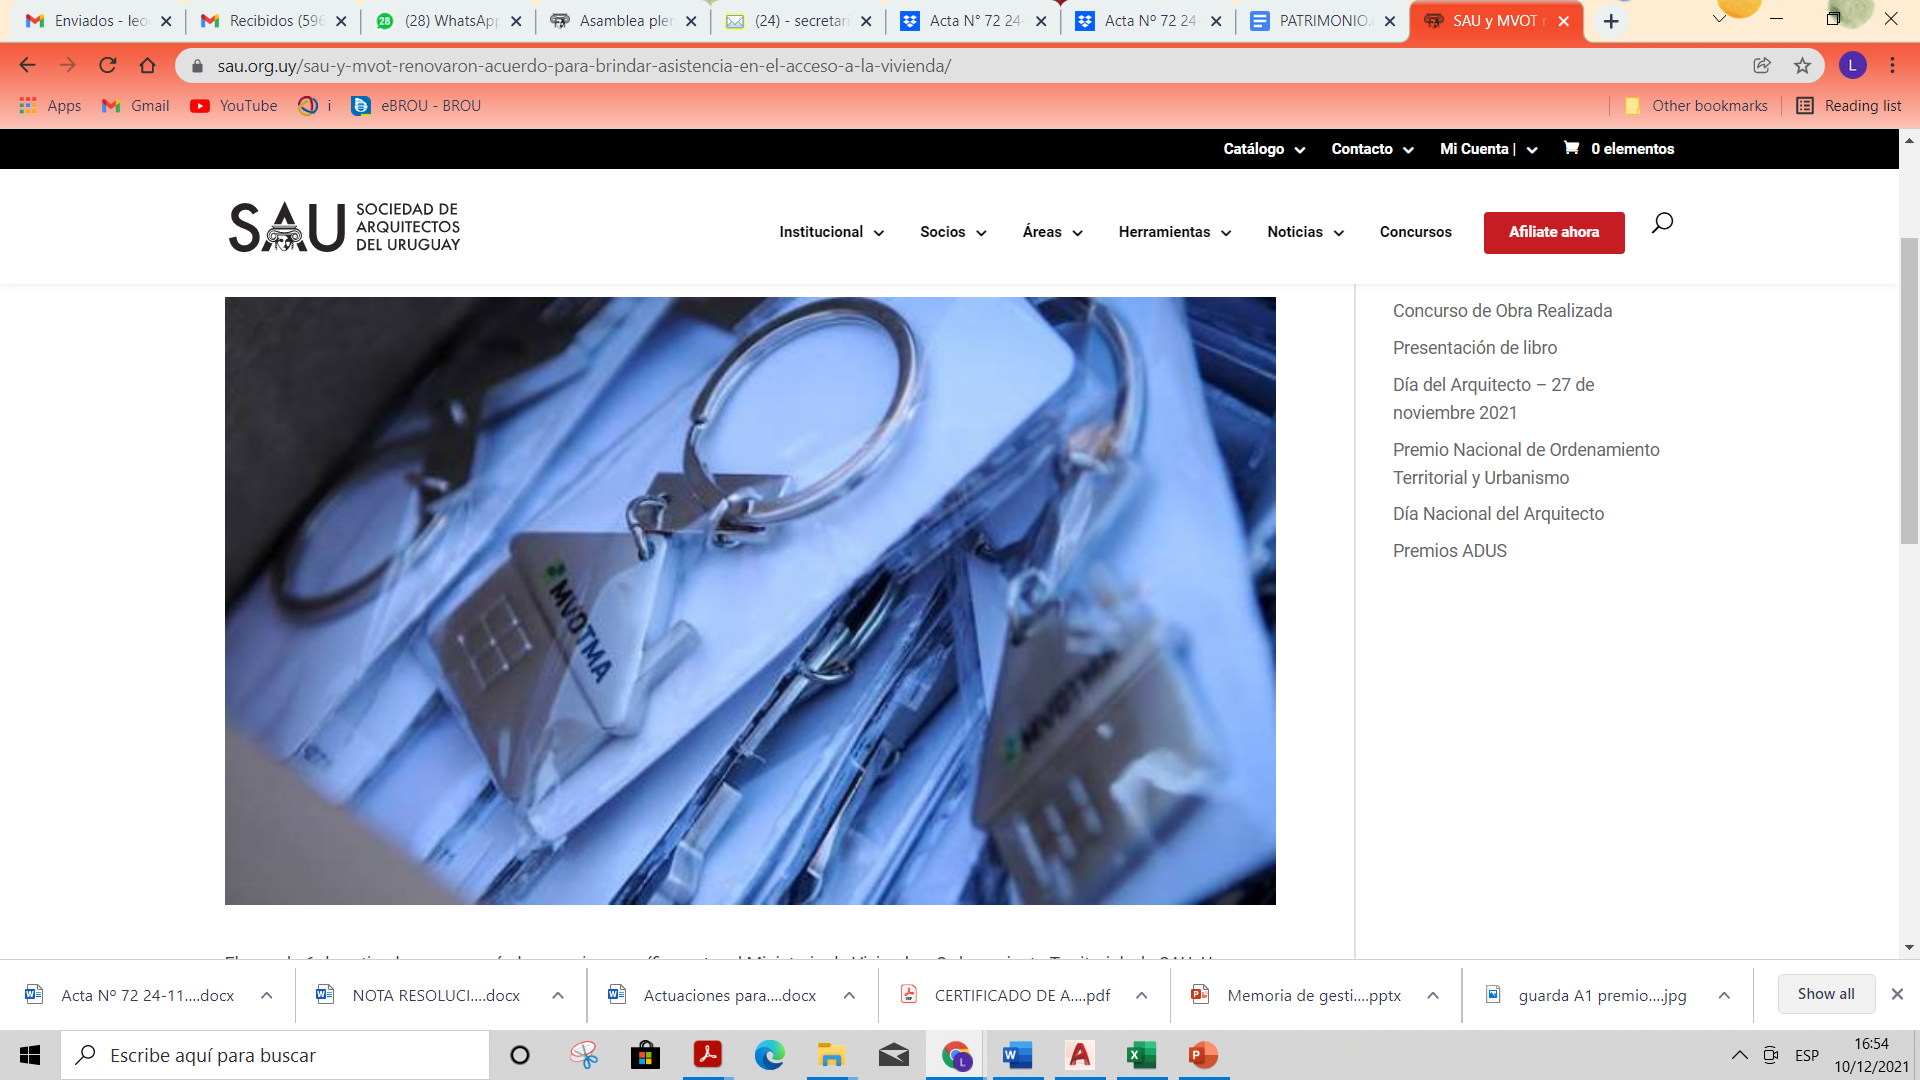 Enviados - leo
Recibidos (596
(28) WhatsApp
Asamblea plen
(24) - secretari
Acta N° 72 24-
Acta Nº 72 24
PATRIMONIO.
SAU y MVOT r
sau.org.uy/sau-y-mvot-renovaron-acuerdo-para-brindar-asistencia-en-el-acceso-a-la-vivienda/
L
Apps
Gmail
YouTube
i
eBROU - BROU
Other bookmarks
Reading list
Catálogo
Contacto
Mi Cuenta |
0 elementos
SAU
SOCIEDAD DE
ARQUITECTOS
DEL URUGUAY
Institucional
Socios
Áreas
Herramientas
Noticias
Concursos
Afiliate ahora
MVOTMA
MVOTMA
Concurso de Obra Realizada
Presentación de libro
Día del Arquitecto – 27 de
noviembre 2021
Premio Nacional de Ordenamiento
Territorial y Urbanismo
Día Nacional del Arquitecto
Premios ADUS
Acta Nº 72 24-11....docx
NOTA RESOLUCI....docx
Actuaciones para....docx
CERTIFICADO DE A....pdf
Memoria de gesti....pptx
guarda A1 premio....jpg
Show all
Escribe aquí para buscar
ESP
16:54
10/12/2021